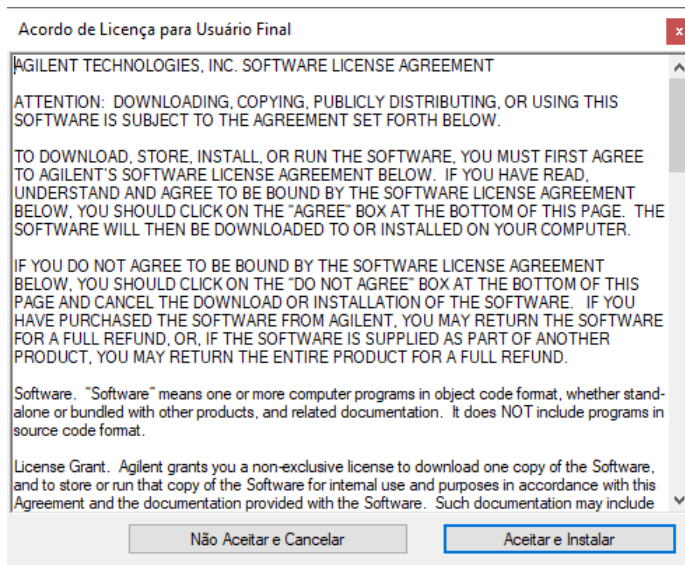 Acordo de Licença para Usuário Final
x
AGILENT TECHNOLOGIES, INC. SOFTWARE LICENSE AGREEMENT
ATTENTION:  DOWNLOADING, COPYING, PUBLICLY DISTRIBUTING, OR USING THIS
SOFTWARE IS SUBJECT TO THE AGREEMENT SET FORTH BELOW.
TO DOWNLOAD, STORE, INSTALL, OR RUN THE SOFTWARE, YOU MUST FIRST AGREE
TO AGILENT'S SOFTWARE LICENSE AGREEMENT BELOW.  IF YOU HAVE READ,
UNDERSTAND AND AGREE TO BE BOUND BY THE SOFTWARE LICENSE AGREEMENT
BELOW, YOU SHOULD CLICK ON THE “AGREE” BOX AT THE BOTTOM OF THIS PAGE.  THE
SOFTWARE WILL THEN BE DOWNLOADED TO OR INSTALLED ON YOUR COMPUTER.
IF YOU DO NOT AGREE TO BE BOUND BY THE SOFTWARE LICENSE AGREEMENT
BELOW, YOU SHOULD CLICK ON THE “DO NOT AGREE” BOX AT THE BOTTOM OF THIS
PAGE AND CANCEL THE DOWNLOAD OR INSTALLATION OF THE SOFTWARE.   IF YOU
HAVE PURCHASED THE SOFTWARE FROM AGILENT, YOU MAY RETURN THE SOFTWARE
FOR A FULL REFUND, OR, IF THE SOFTWARE IS SUPPLIED AS PART OF ANOTHER
PRODUCT, YOU MAY RETURN THE ENTIRE PRODUCT FOR A FULL REFUND.
Software.  “Software” means one or more computer programs in object code format, whether stand-
alone or bundled with other products, and related documentation.  It does NOT include programs in
source code format.
License Grant.  Agilent grants you a non-exclusive license to download one copy of the Software,
and to store or run that copy of the Software for internal use and purposes in accordance with this
Agreement and the documentation provided with the Software.  Such documentation may include
Não Aceitar e Cancelar
Aceitar e Instalar